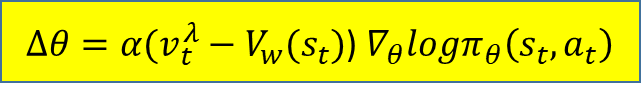 Δθ = α(v_t^λ − V_w(s_t)) ∇_θ logπ_θ(s_t, a_t)